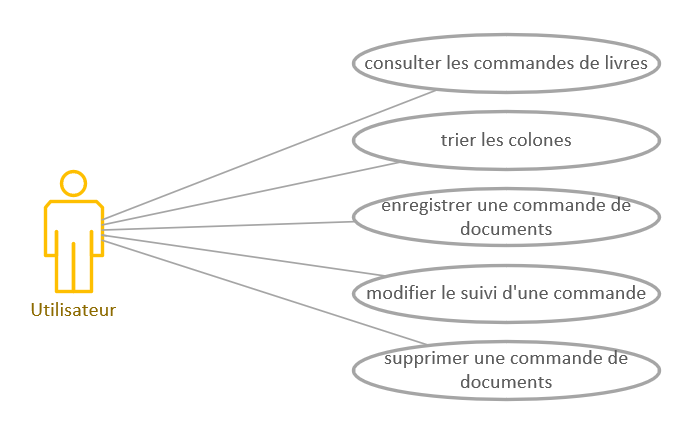 consulter les commandes de livres
trier les colones
enregistrer une commande de
documents
modifier le suivi d'une commande
Utilisateur
supprimer une commande de
documents